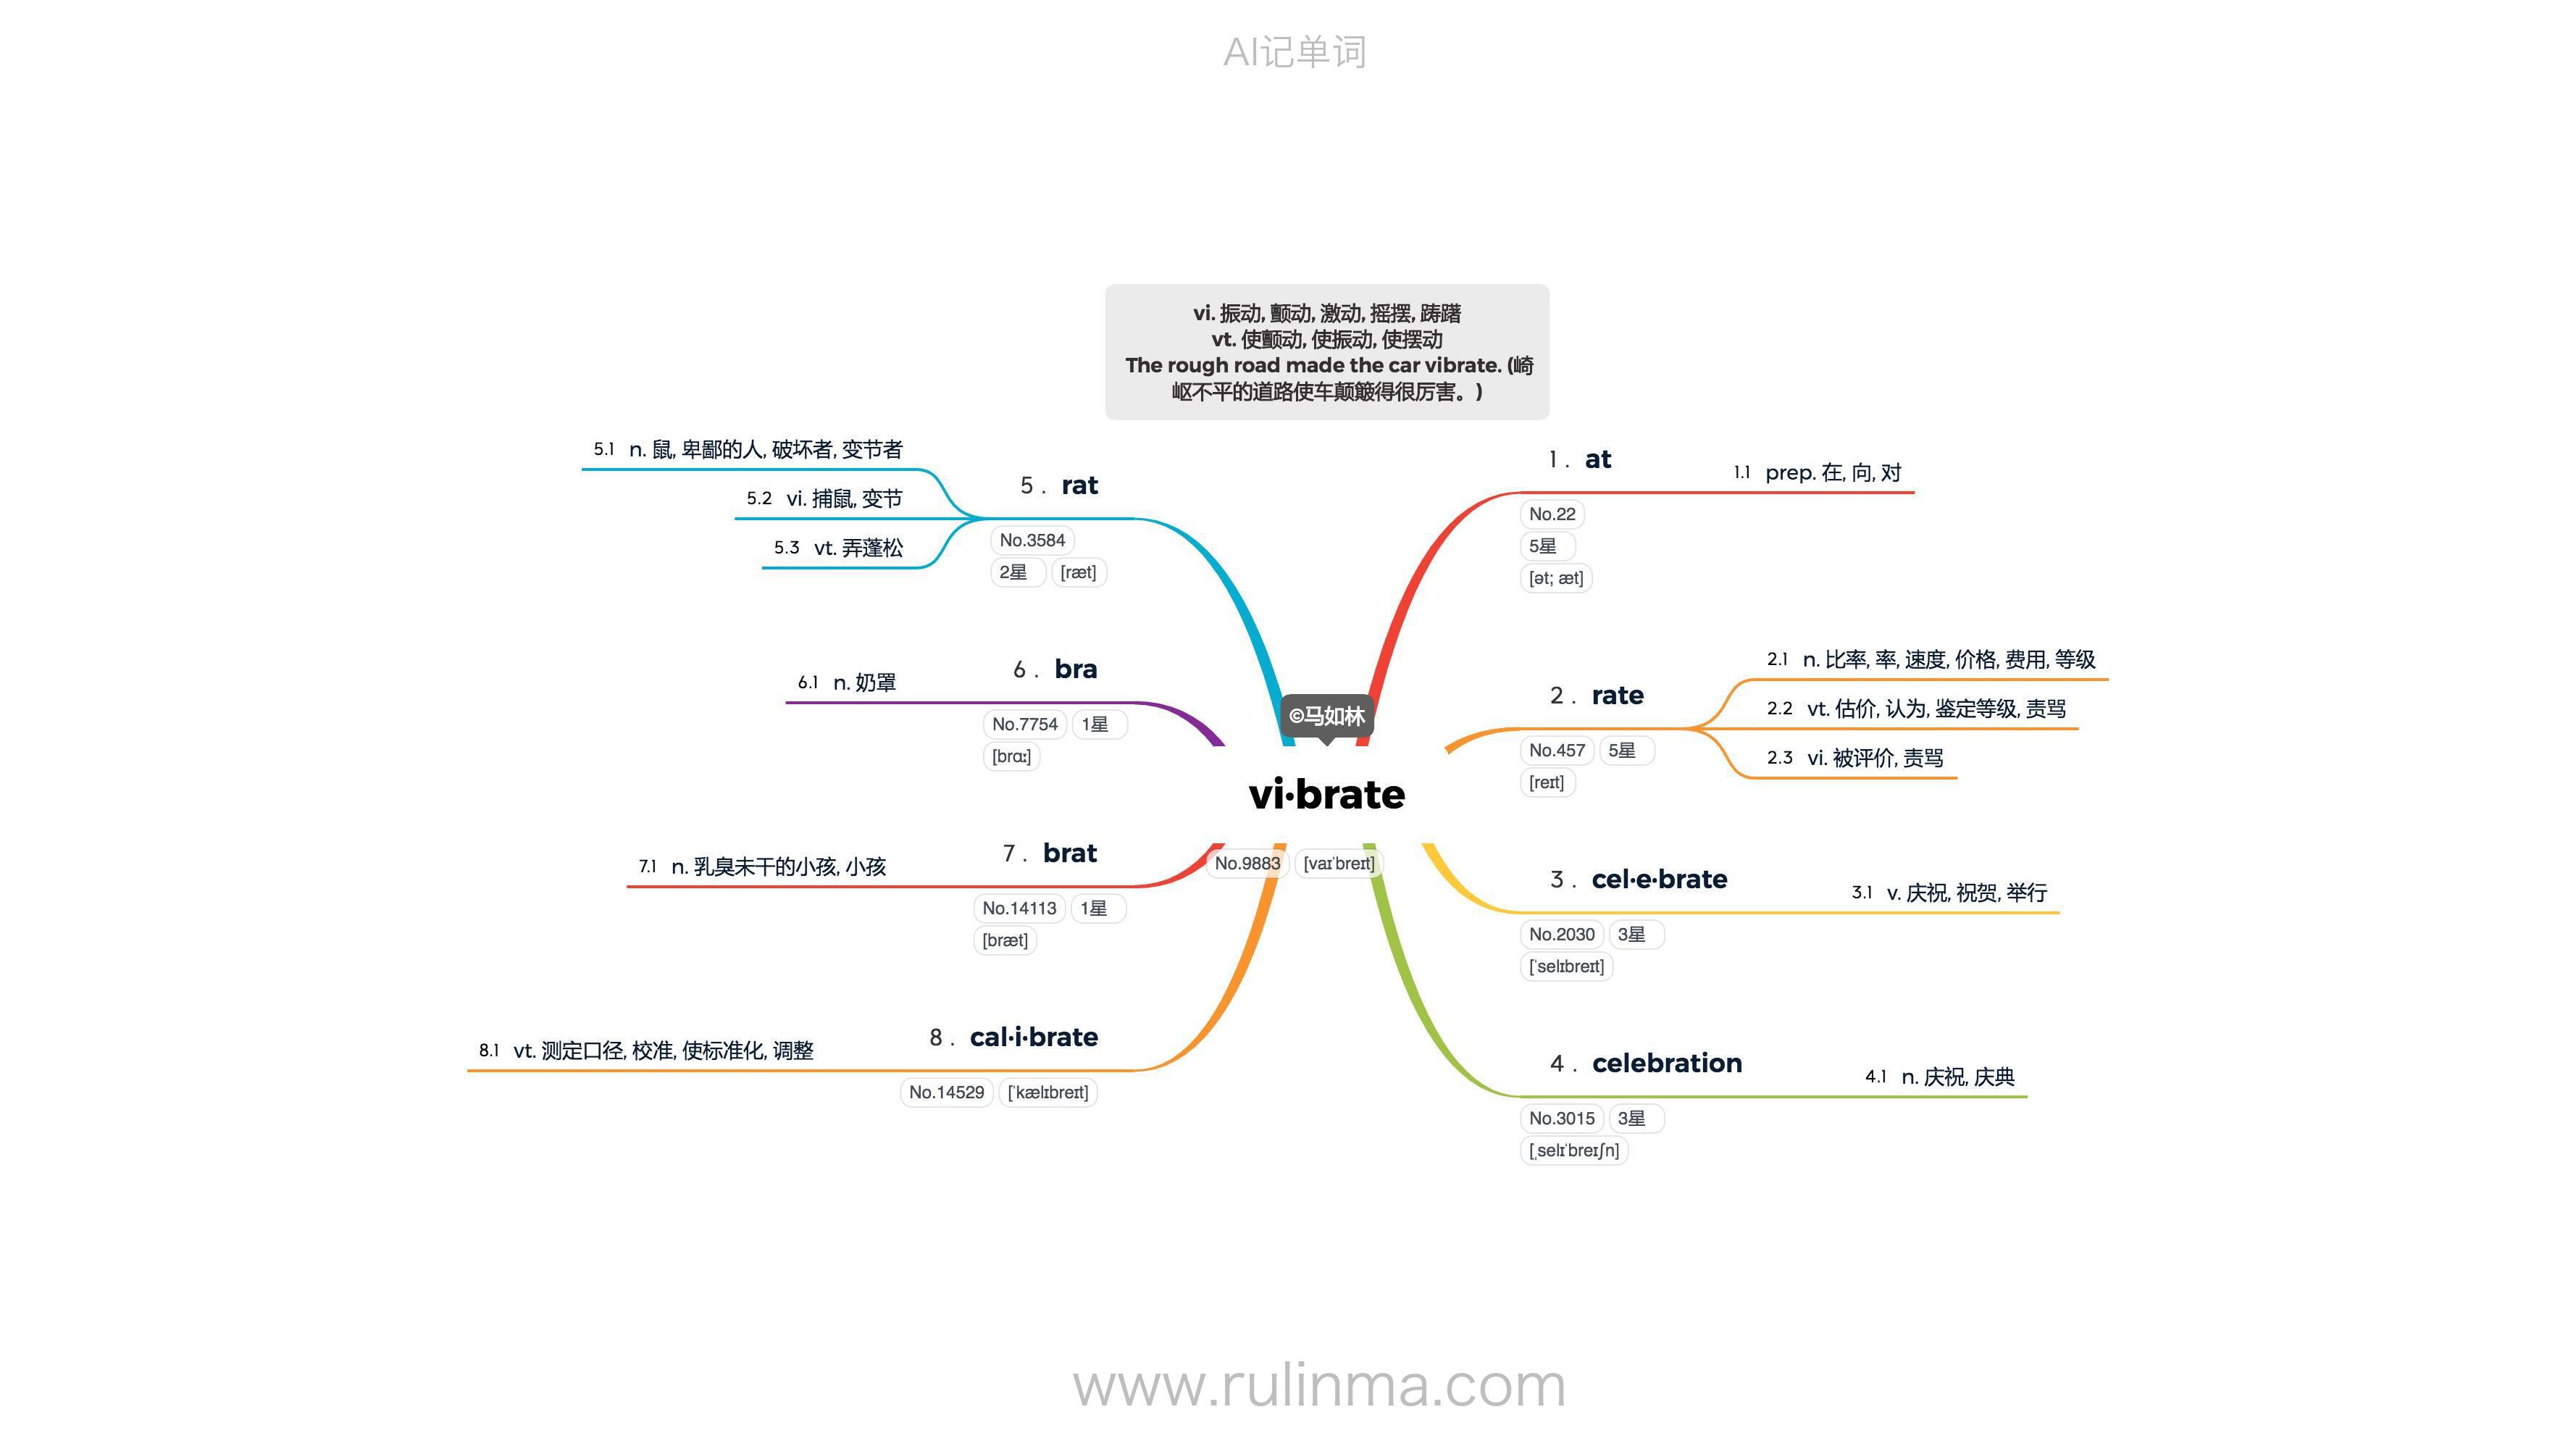 AI记单词
vi. 振动, 颤动, 激动, 摇摆, 踌躇
vt. 使颤动, 使振动, 使摆动
The rough road made the car vibrate. (崎
岖不平的道路使车颠簸得很厉害。)
©马如林
vi·brate
No.9883 [vaɪˈbreɪt]
1 . at
No.22
5星
[ət; æt]
1.1 prep. 在, 向, 对
2 . rate
No.457 5星
[reɪt]
2.1 n. 比率, 率, 速度, 价格, 费用, 等级
2.2 vt. 估价, 认为, 鉴定等级, 责骂
2.3 vi. 被评价, 责骂
3 . cel·e·brate
No.2030 3星
[ˈselɪbreɪt]
3.1 v. 庆祝, 祝贺, 举行
4 . celebration
No.3015 3星
[ˌselɪˈbreɪʃn]
4.1 n. 庆祝, 庆典
5 . rat
No.3584
2星 [ræt]
5.1 n. 鼠, 卑鄙的人, 破坏者, 变节者
5.2 vi. 捕鼠, 变节
5.3 vt. 弄蓬松
6 . bra
No.7754 1星
[brɑː]
6.1 n. 奶罩
7 . brat
No.14113 1星
[bræt]
7.1 n. 乳臭未干的小孩, 小孩
8 . cal·i·brate
No.14529 [ˈkælɪbreɪt]
8.1 vt. 测定口径, 校准, 使标准化, 调整
www.rulinma.com